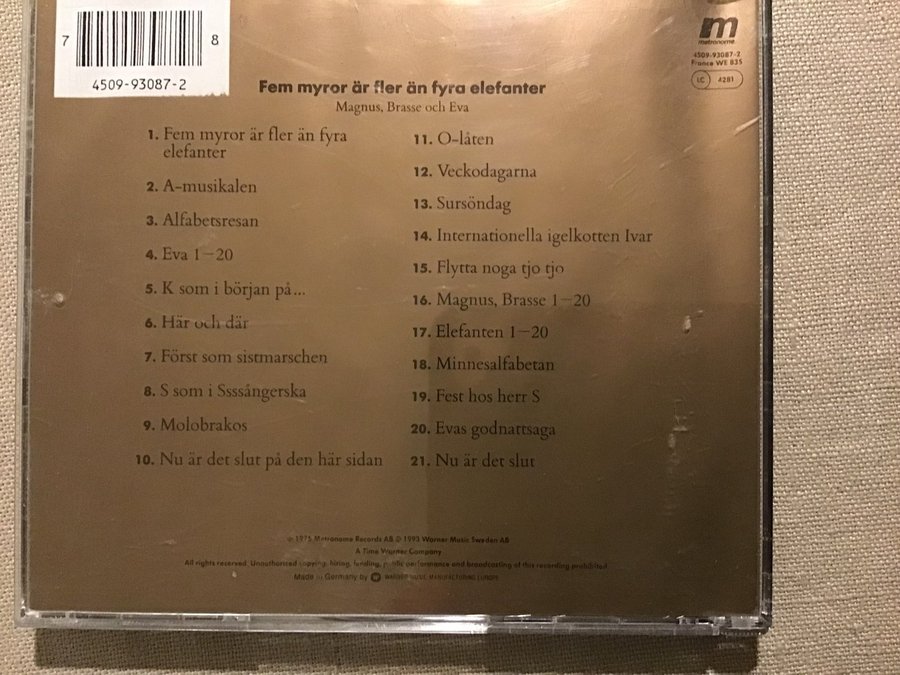 7 8
4509-93087-2
m
metronome
4509-93087-2
France WE 835
LC 4281
Fem myror är fler än fyra elefanter
Magnus, Brasse och Eva
1. Fem myror är fler än fyra
elefanter
2. A-musikalen
3. Alfabetsresan
4. Eva 1–20
5. K som i början på...
6. Här och där
7. Först som sistmarschen
8. S som i Ssssångerska
9. Molobrakos
10. Nu är det slut på den här sidan
11. O-låten
12. Veckodagarna
13. Sursöndag
14. Internationella igelkotten Ivar
15. Flytta noga tjo tjo
16. Magnus, Brasse 1–20
17. Elefanten 1–20
18. Minnesalfabetan
19. Fest hos herr S
20. Evas godnattsaga
21. Nu är det slut
℗ 1975 Metronome Records AB © 1993 Warner Music Sweden AB
A Time Warner Company
All rights reserved. Unauthorized copying, hiring, lending, public performance and broadcasting of this recording prohibited.
Made in Germany by WARNER MUSIC MANUFACTURING EUROPE